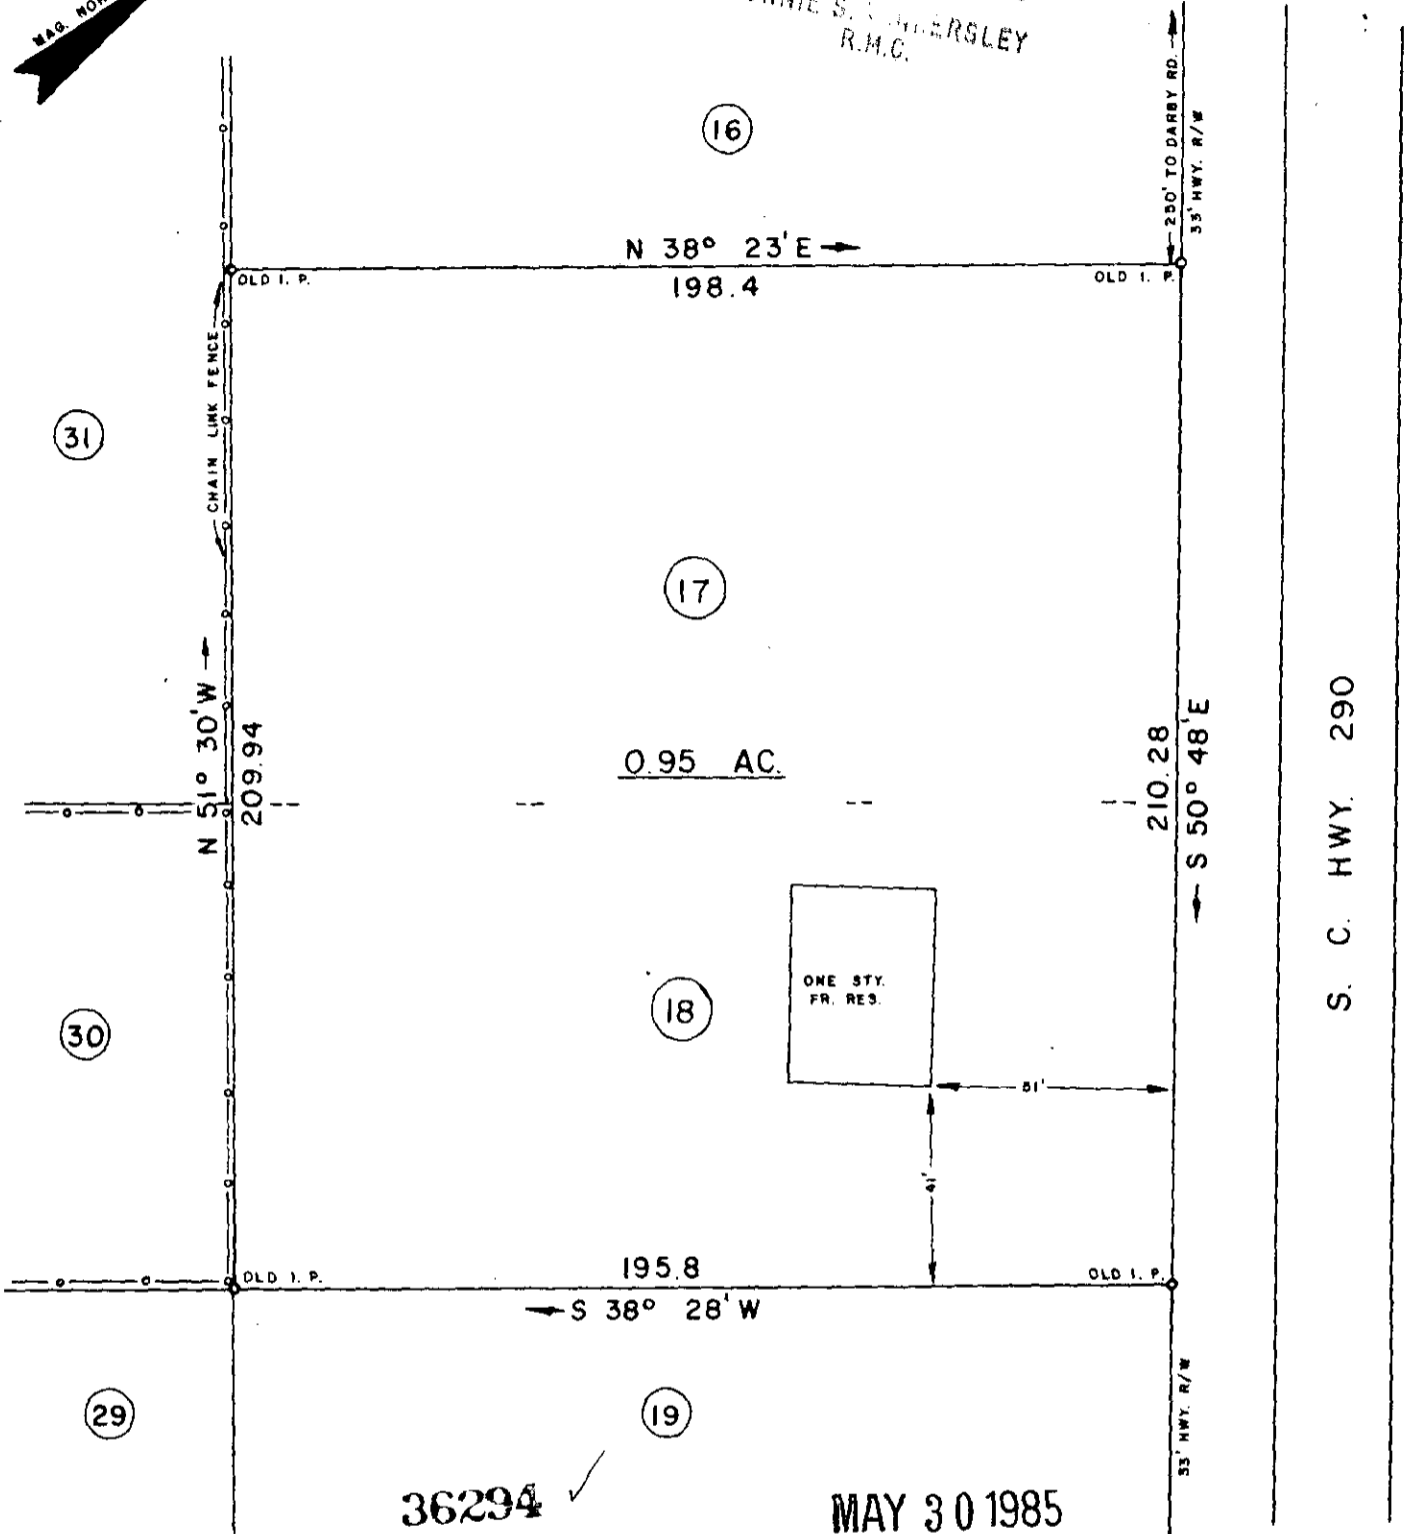 MAG.
R.M.C.
16
250' TO DARBY RD.
33' HWY. R/W
N 38° 23' E
198.4
OLD I. P.
OLD I. P.
CHAIN LINK FENCE
31
17
N 51° 30' W
209.94
0.95 AC.
210.28
S 50° 48' E
S. C. HWY. 290
ONE STY.
FR. RES.
18
30
51'
41'
195.8
OLD I. P.
OLD I. P.
S 38° 28' W
29
19
33' HWY. R/W
36294
MAY 30 1985